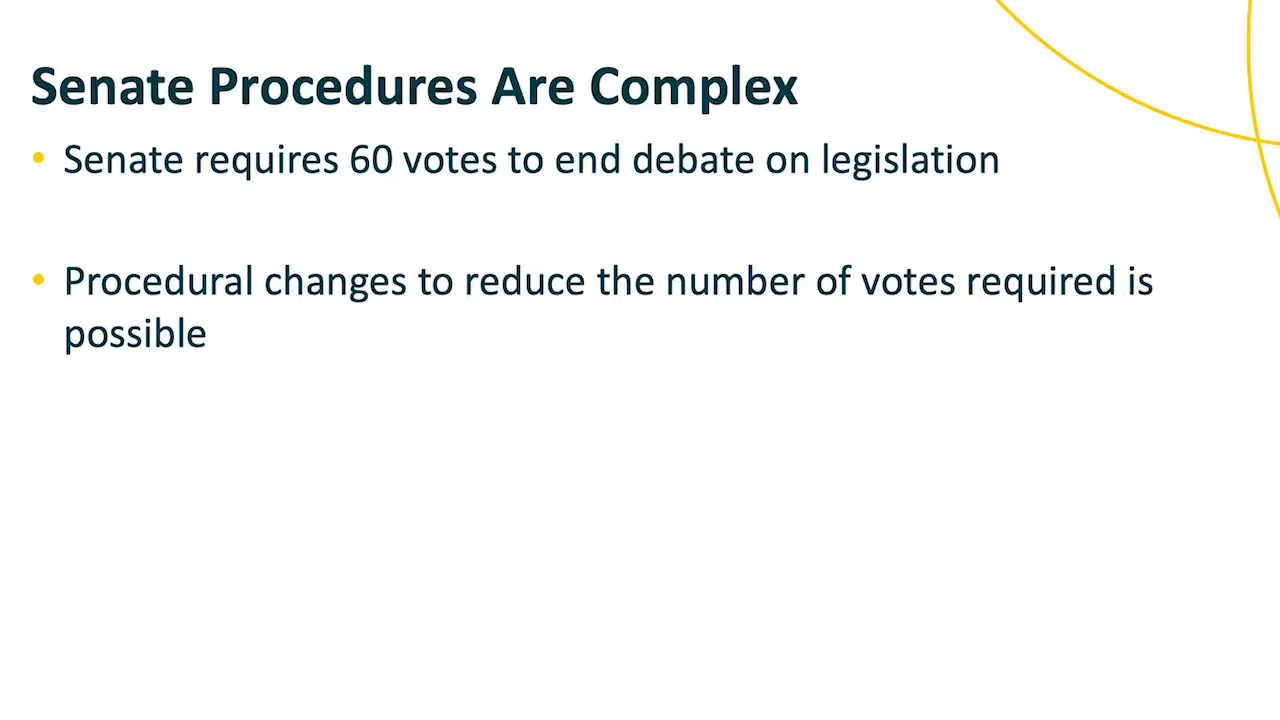 Senate Procedures Are Complex
• Senate requires 60 votes to end debate on legislation
• Procedural changes to reduce the number of votes required is
possible